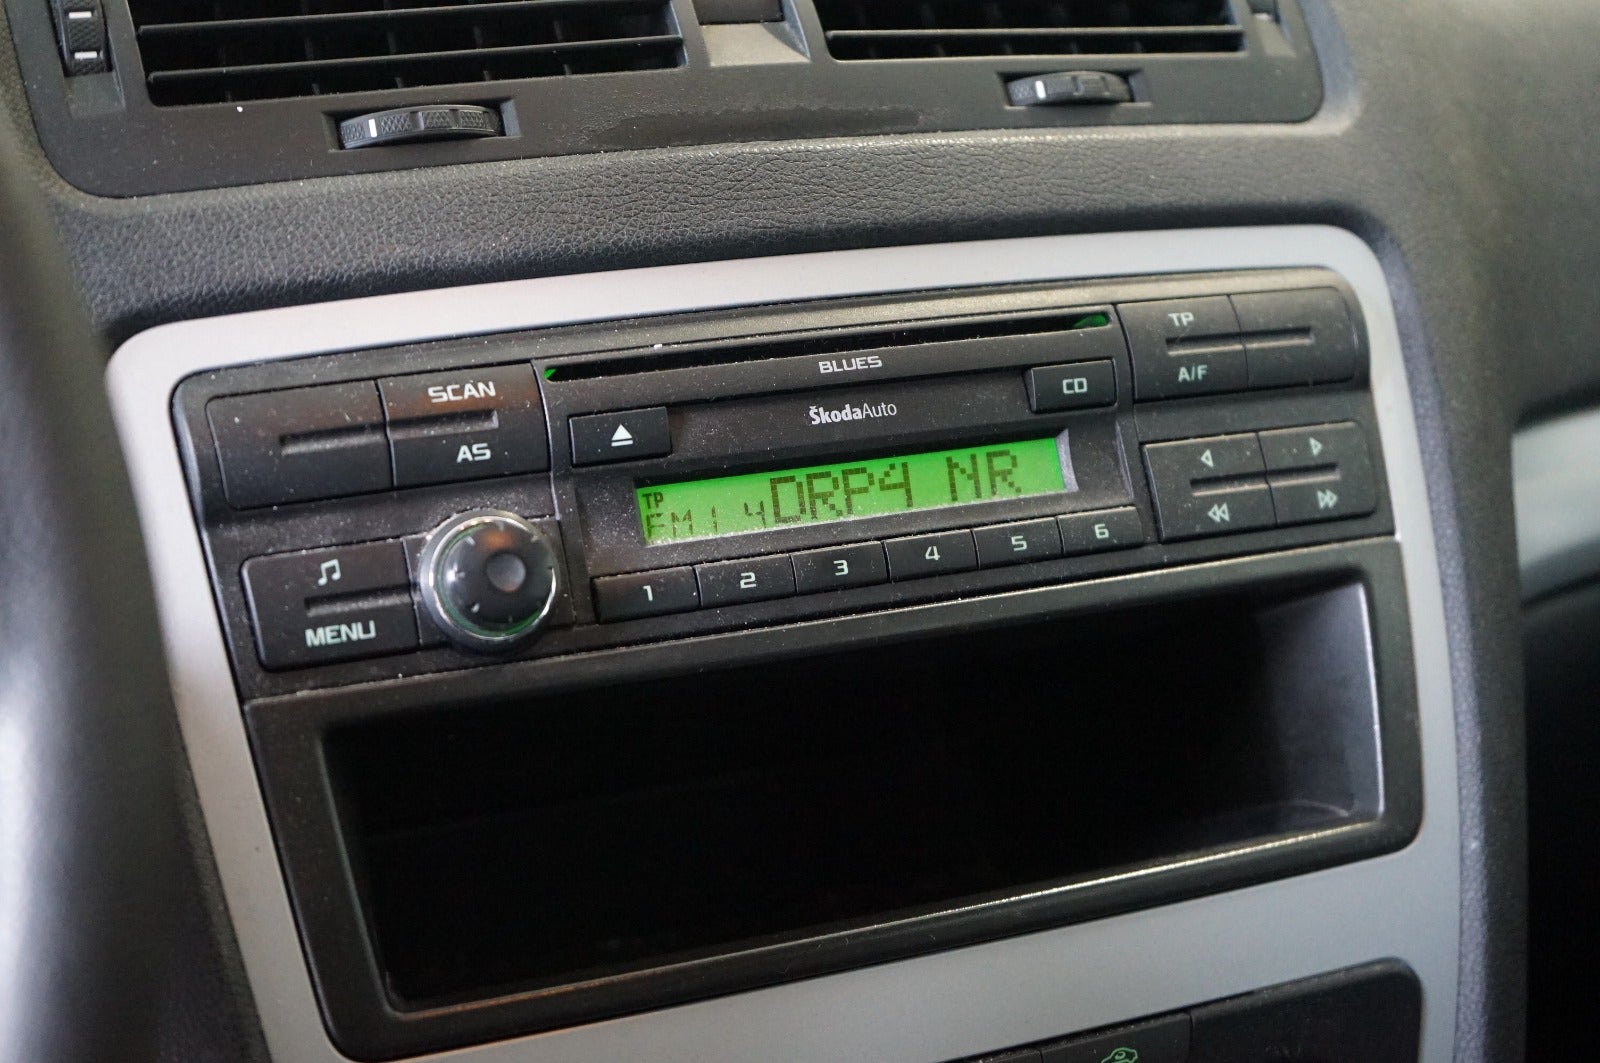 BLUES
TP
SCAN
CD
A/F
ŠkodaAuto
AS
TP
DRP4 NR
FM1 4
1 2 3 4 5 6
MENU